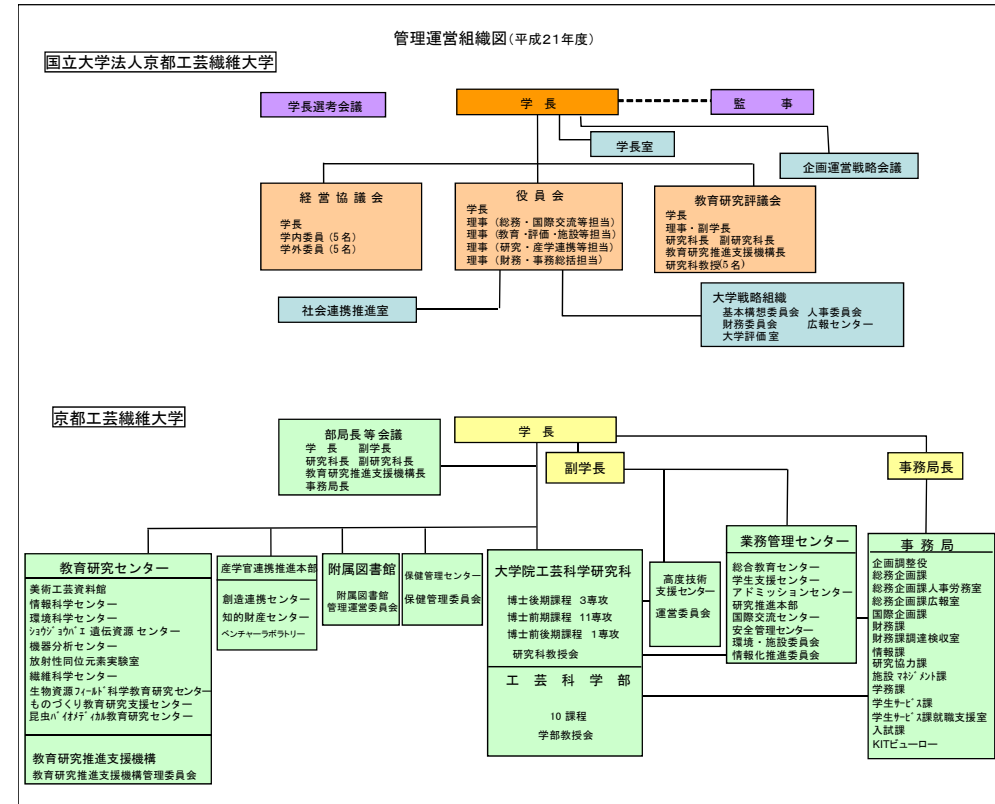 管理運営組織図(平成21年度)
国立大学法人京都工芸繊維大学
学長選考会議
学 長
監 事
学長室
企画運営戦略会議
経 営 協 議 会
学長
学内委員(5名)
学外委員(5名)
役 員 会
学長
理事 (総務・国際交流等担当)
理事 (教育・評価・施設等担当)
理事 (研究・産学連携等担当)
理事 (財務・事務総括担当)
教育研究評議会
学長
理事・副学長
研究科長 副研究科長
教育研究推進支援機構長
研究科教授(5名)
社会連携推進室
大学戦略組織
基本構想委員会 人事委員会
財務委員会 広報センター
大学評価室
京都工芸繊維大学
部局長等会議
学 長 副学長
研究科長 副研究科長
教育研究推進支援機構長
事務局長
学 長
副学長
事務局長
教育研究センター
美術工芸資料館
情報科学センター
環境科学センター
ショウジョウバエ遺伝資源センター
機器分析センター
放射性同位元素実験室
繊維科学センター
生物資源フィールド科学教育研究センター
ものづくり教育研究支援センター
昆虫バイオメディカル教育研究センター
教育研究推進支援機構
教育研究推進支援機構管理委員会
産学官連携推進本部
創造連携センター
知的財産センター
ベンチャーラボラトリー
附属図書館
附属図書館
管理運営委員会
保健管理センター
保健管理委員会
大学院工芸科学研究科
博士後期課程 3専攻
博士前期課程 11専攻
博士前後期課程 1専攻
研究科教授会
工 芸 科 学 部
10 課程
学部教授会
高度技術
支援センター
運営委員会
業務管理センター
総合教育センター
学生支援センター
アドミッションセンター
研究推進本部
国際交流センター
安全管理センター
環境・施設委員会
情報化推進委員会
事 務 局
企画調整役
総務企画課
総務企画課人事労務室
総務企画課広報室
国際企画課
財務課
財務課調達検収室
情報課
研究協力課
施設マネジメント課
学務課
学生サービス課
学生サービス課就職支援室
入試課
KITビューロー